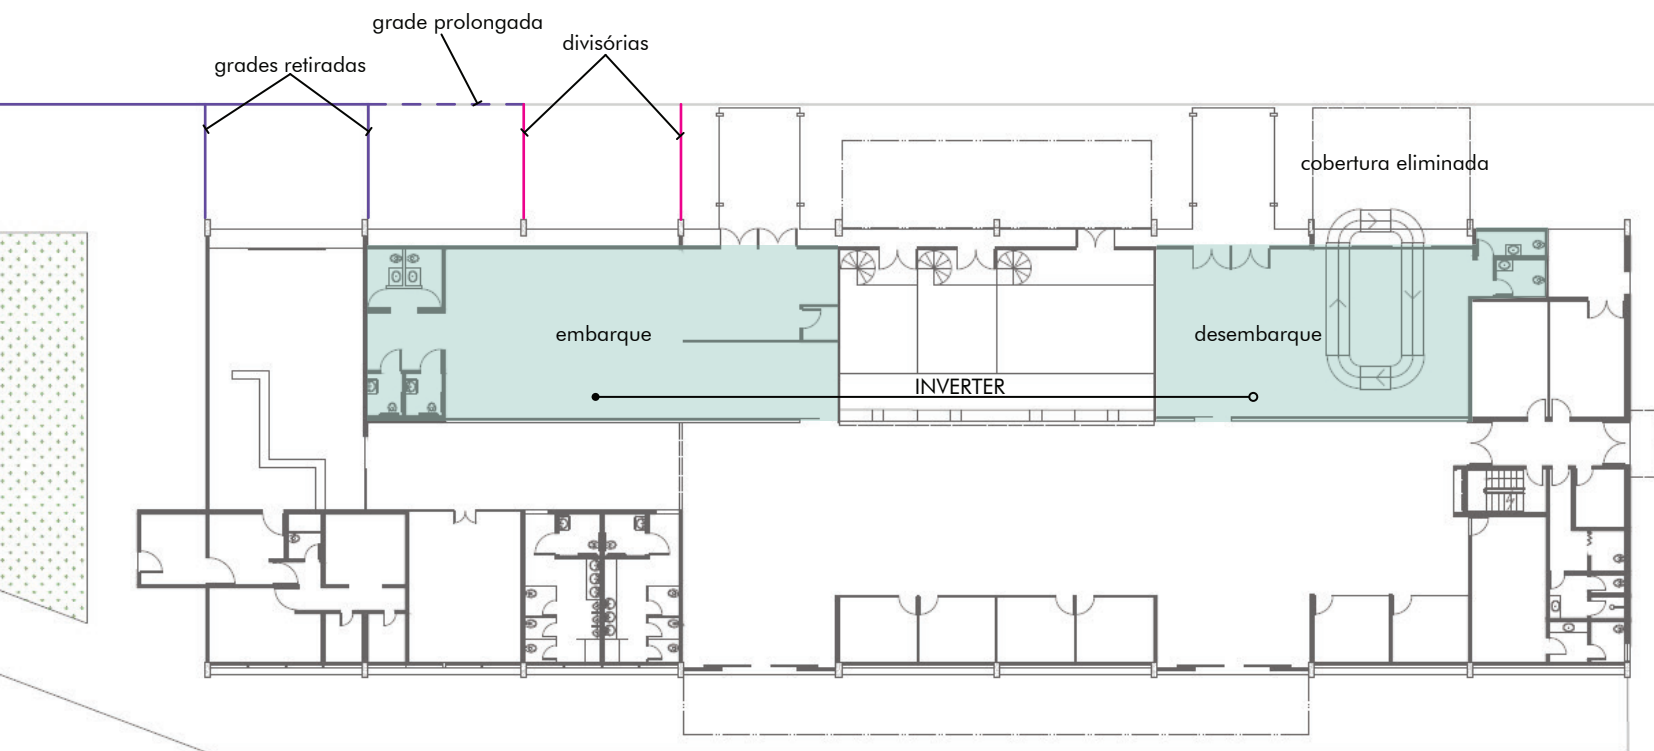 grade prolongada
divisórias
grades retiradas
cobertura eliminada
embarque
desembarque
INVERTER